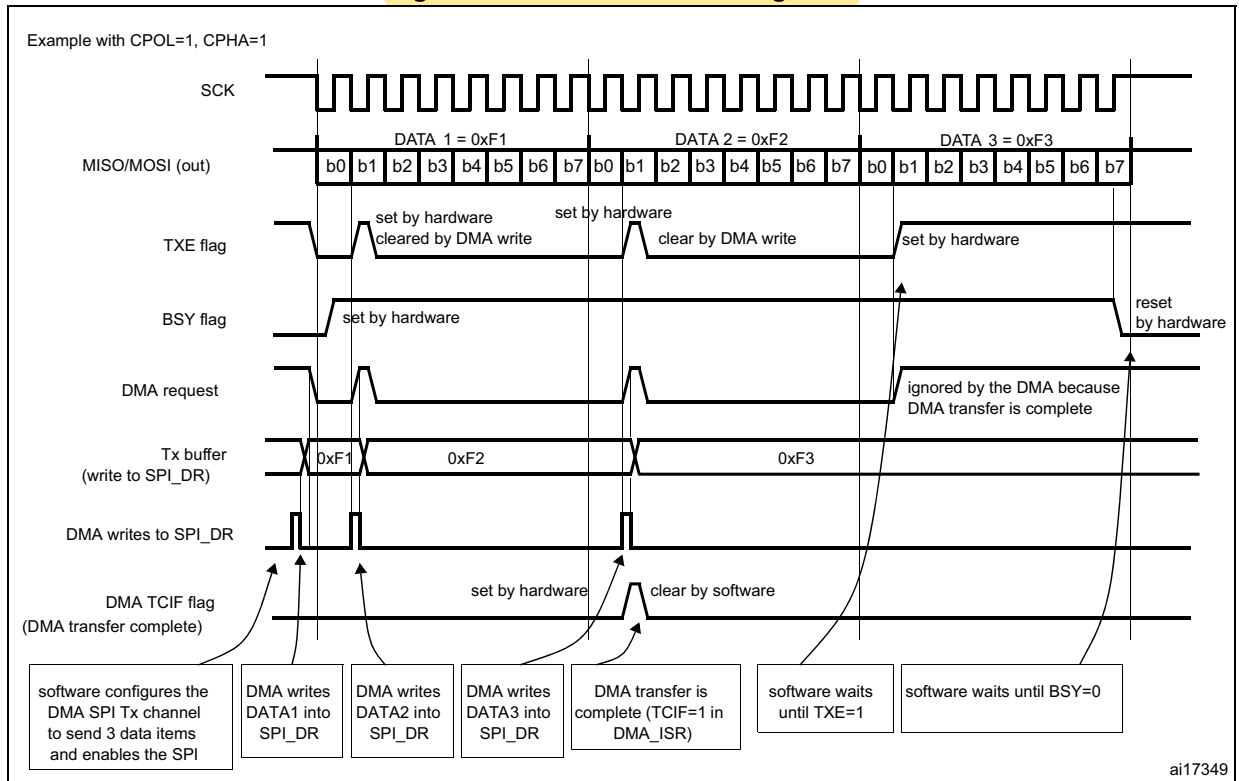 Example with CPOL=1, CPHA=1
SCK
DATA 1 = 0xF1
DATA 2 = 0xF2
DATA 3 = 0xF3
MISO/MOSI (out)
b0 b1 b2 b3 b4 b5 b6 b7 b0 b1 b2 b3 b4 b5 b6 b7 b0 b1 b2 b3 b4 b5 b6 b7
TXE flag
set by hardware
cleared by DMA write
set by hardware
clear by DMA write
set by hardware
BSY flag
set by hardware
reset
by hardware
DMA request
ignored by the DMA because
DMA transfer is complete
Tx buffer
(write to SPI_DR)
0xF1
0xF2
0xF3
DMA writes to SPI_DR
DMA TCIF flag
(DMA transfer complete)
set by hardware
clear by software
software configures the
DMA SPI Tx channel
to send 3 data items
and enables the SPI
DMA writes
DATA1 into
SPI_DR
DMA writes
DATA2 into
SPI_DR
DMA writes
DATA3 into
SPI_DR
DMA transfer is
complete (TCIF=1 in
DMA_ISR)
software waits
until TXE=1
software waits until BSY=0
ai17349